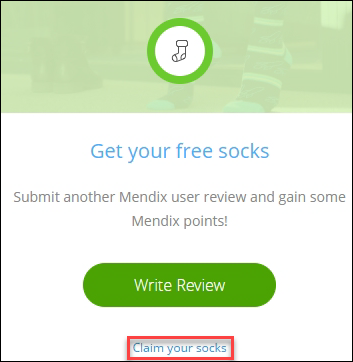 Get your free socks
Submit another Mendix user review and gain some
Mendix points!
Write Review
Claim your socks